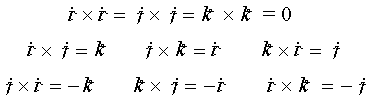 i × i = j × j = k × k = 0
i × j = k j × k = i k × i = j
j × i = -k k × j = -i i × k = -j